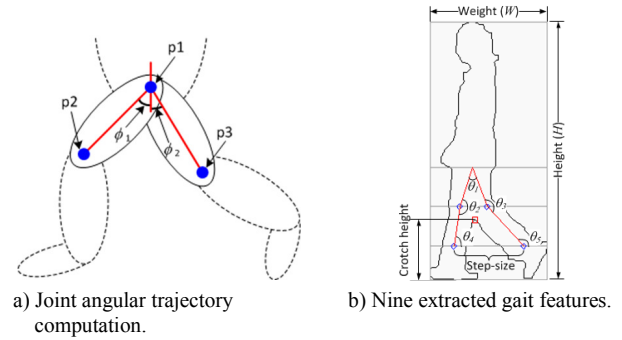 p1
p2
p3
ϕ1
ϕ2
a) Joint angular trajectory
computation.
Weight (W)
Height (H)
θ1
θ2
θ3
Crotch height
θ4
θ5
Step-size
b) Nine extracted gait features.